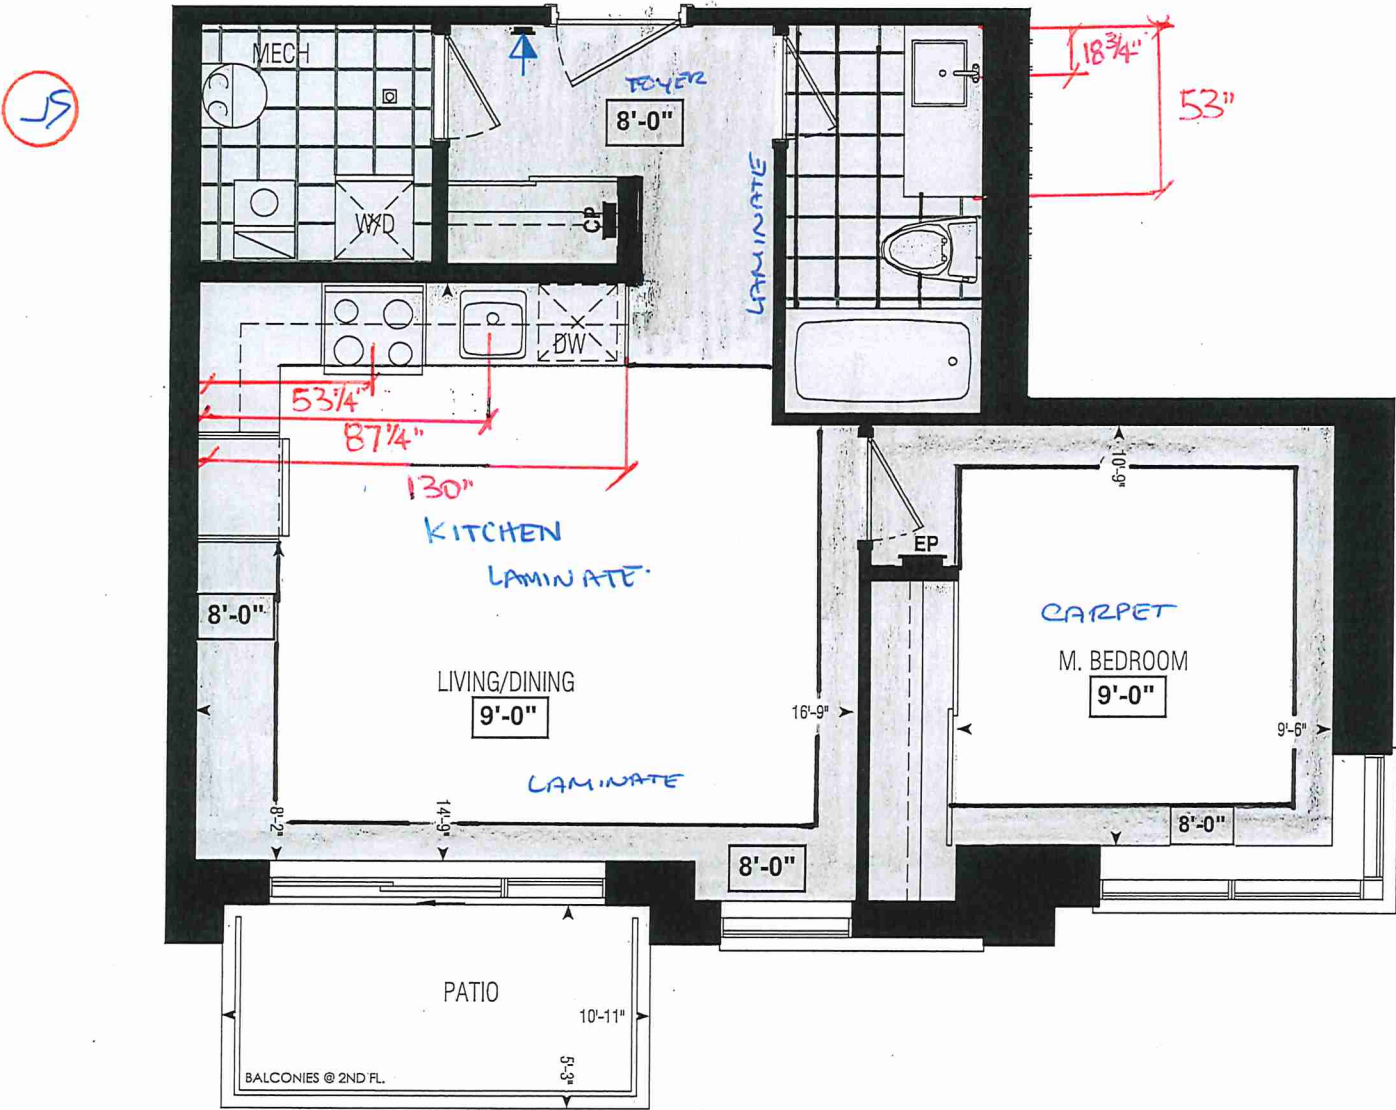 MECH
JS
FOYER
8'-0"
18 3/4"
53"
LAMINATE
W/D
CP
DW
53 1/4"
87 1/4"
130"
10'-9"
KITCHEN
LAMINATE
EP
8'-0"
CARPET
M. BEDROOM
9'-0"
LIVING/DINING
9'-0"
16'-9"
9'-6"
LAMINATE
8'-2"
14'-9"
8'-0"
8'-0"
PATIO
10'-11"
5'-3"
BALCONIES @ 2ND FL.